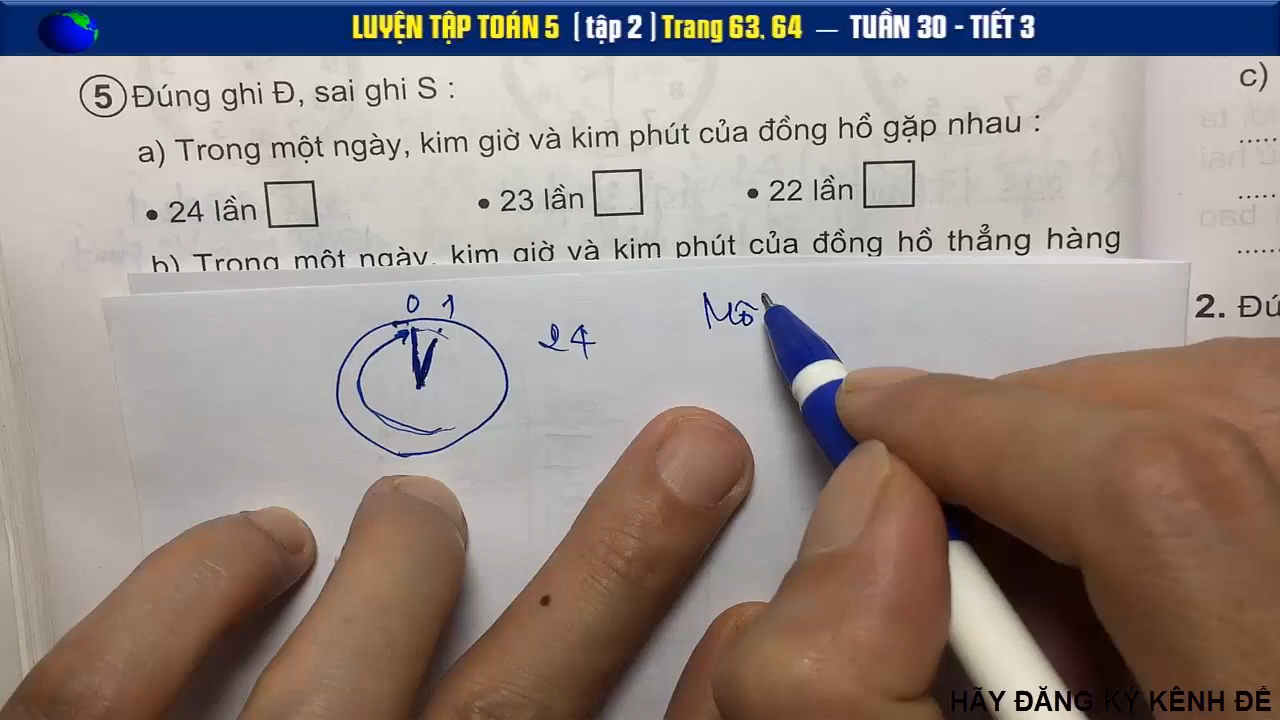 LUYỆN TẬP TOÁN 5 ( tập 2 ) Trang 63, 64 — TUẦN 30 - TIẾT 3
5 Đúng ghi Đ, sai ghi S :
a) Trong một ngày, kim giờ và kim phút của đồng hồ gặp nhau :
• 24 lần • 23 lần • 22 lần
b) Trong một ngày, kim giờ và kim phút của đồng hồ thẳng hàng
c)
2. Đú
0 1
24
Mô
HÃY ĐĂNG KÝ KÊNH ĐỂ